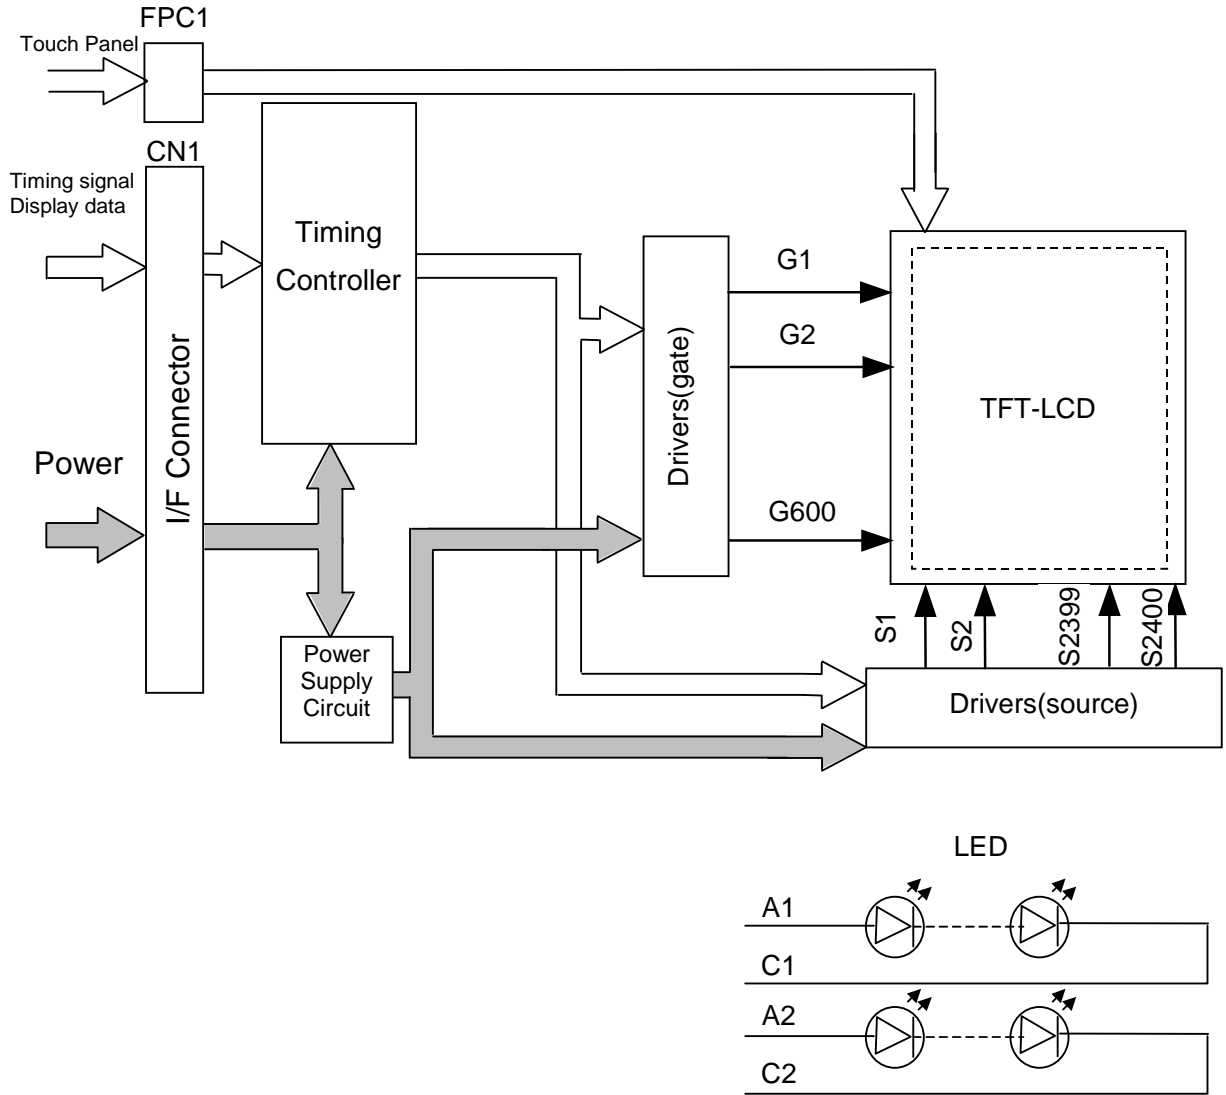 FPC1
Touch Panel
CN1
Timing signal
Display data
Timing
Controller
I/F Connector
Power
Power
Supply
Circuit
Drivers(gate)
G1
G2
G600
TFT-LCD
S1
S2
S2399
S2400
Drivers(source)
LED
A1
C1
A2
C2